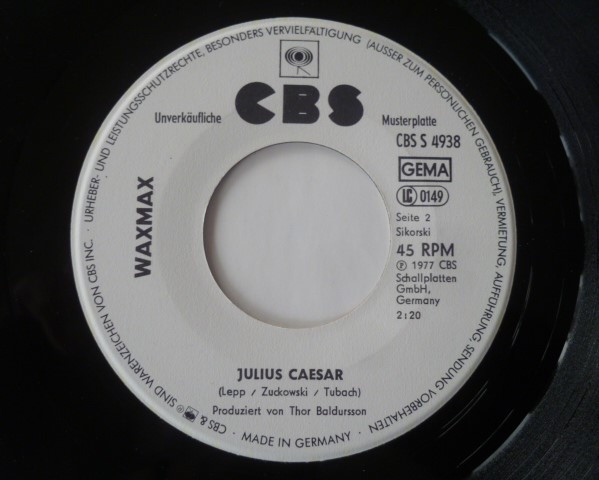 URHEBER- UND LEISTUNGSSCHUTZRECHTE, BESONDERS VERVIELFÄLTIGUNG (AUSSER ZUM PERSÖNLICHEN GEBRAUCH), VERMIETUNG, AUFFÜHRUNG, SENDUNG VORBEHALTEN
CBS
Unverkäufliche
Musterplatte
CBS S 4938
GEMA
LC 0149
WAXMAX
Seite 2
Sikorski
45 RPM
℗ 1977 CBS
Schallplatten
GmbH,
Germany
2:20
JULIUS CAESAR
(Lepp / Zuckowski / Tubach)
Produziert von Thor Baldursson
CBS & ® SIND WARENZEICHEN VON CBS INC. · MADE IN GERMANY ·